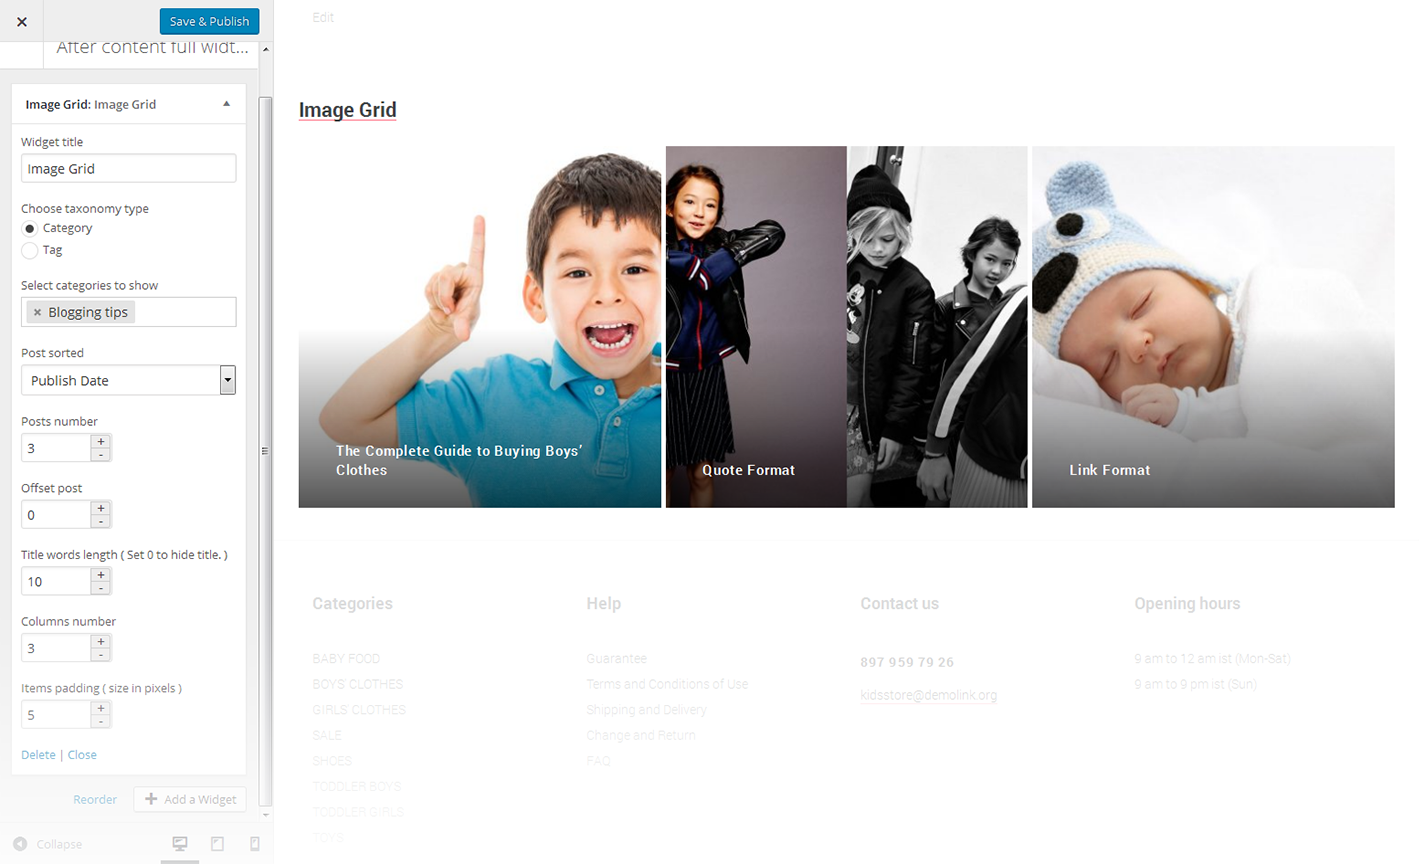 Save & Publish
After content full widt...
Image Grid: Image Grid
Widget title
Image Grid
Choose taxonomy type
Category
Tag
Select categories to show
× Blogging tips
Post sorted
Publish Date
Posts number
3
+
-
Offset post
0
+
-
Title words length ( Set 0 to hide title. )
10
+
-
Columns number
3
+
-
Items padding ( size in pixels )
5
+
-
Delete | Close
Reorder
Add a Widget
Collapse
Edit
Image Grid
The Complete Guide to Buying Boys’
Clothes
Quote Format
Link Format
Categories
BABY FOOD
BOYS' CLOTHES
GIRLS' CLOTHES
SALE
SHOES
TODDLER BOYS
TODDLER GIRLS
TOYS
Help
Guarantee
Terms and Conditions of Use
Shipping and Delivery
Change and Return
FAQ
Contact us
897 959 79 26
kidsstore@demolink.org
Opening hours
9 am to 12 am ist (Mon-Sat)
9 am to 9 pm ist (Sun)